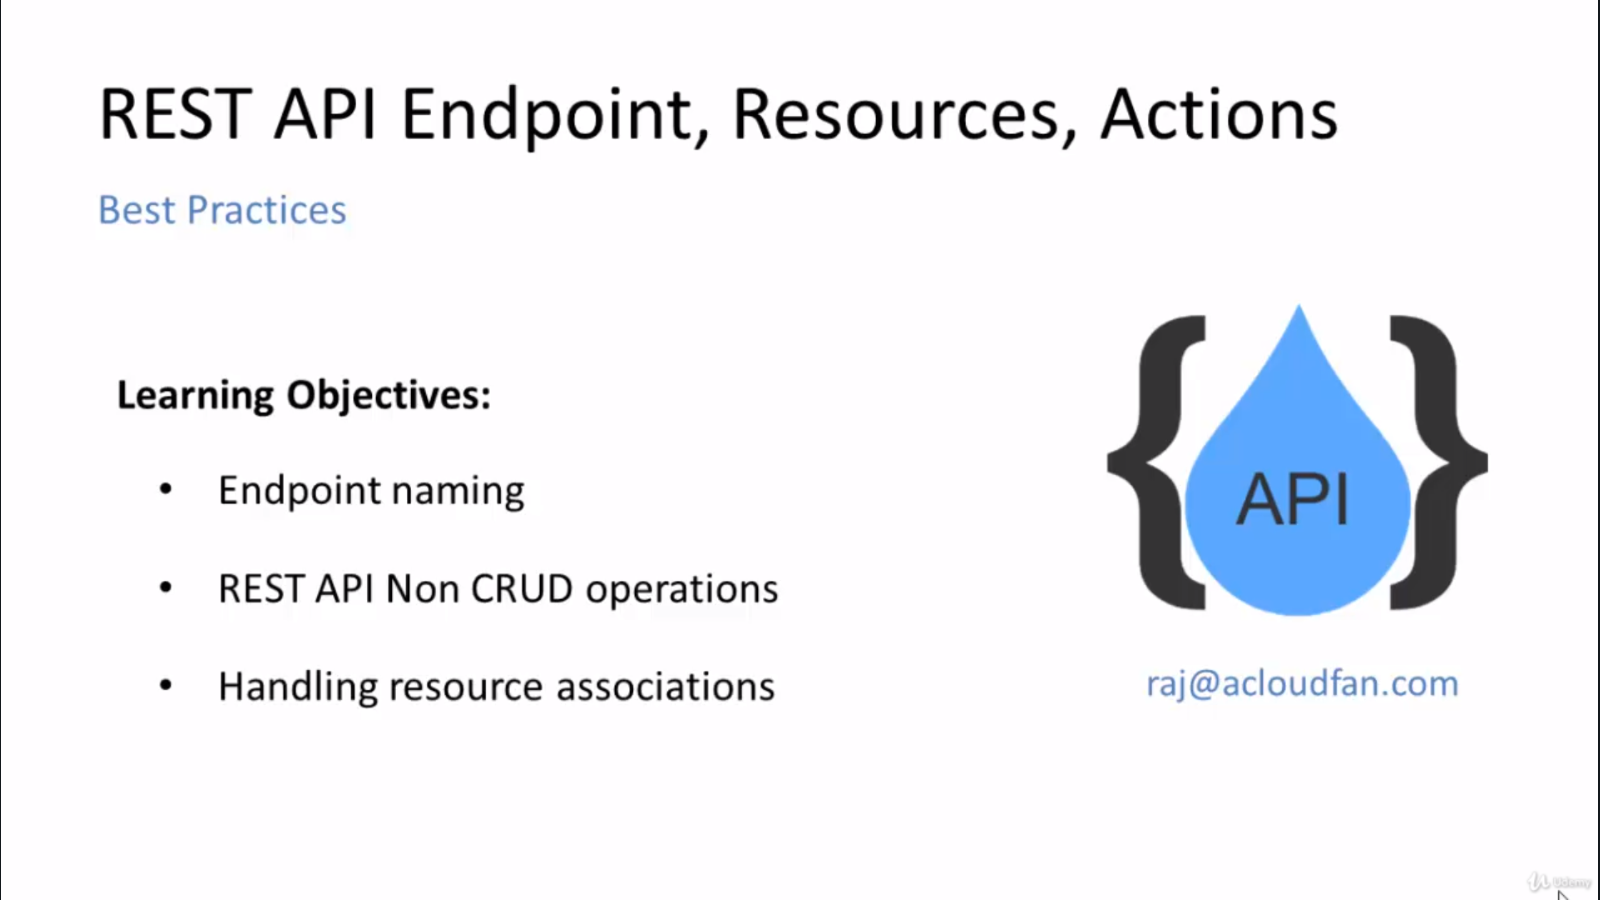 REST API Endpoint, Resources, Actions
Best Practices
Learning Objectives:
• Endpoint naming
• REST API Non CRUD operations
• Handling resource associations
{ API }
raj@acloudfan.com
Udemy